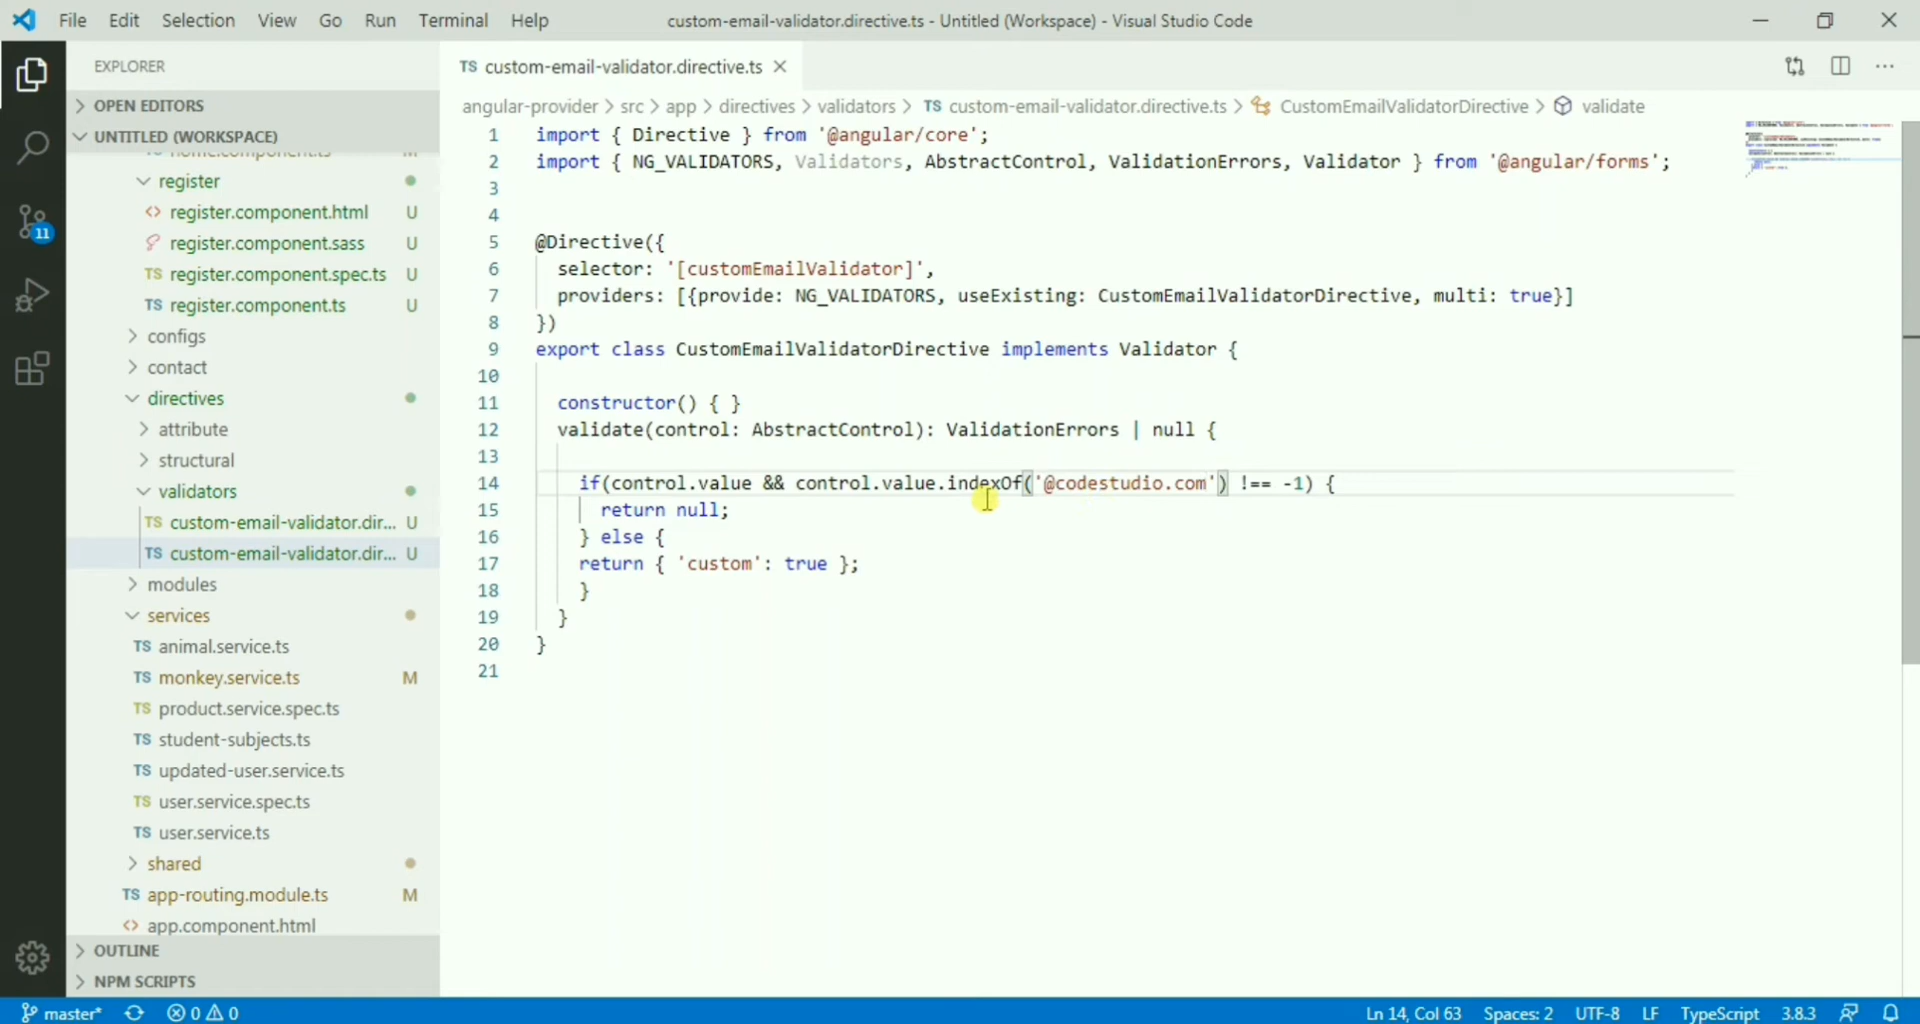 File Edit Selection View Go Run Terminal Help custom-email-validator.directive.ts - Untitled (Workspace) - Visual Studio Code
EXPLORER
OPEN EDITORS
UNTITLED (WORKSPACE)
home.component.ts M
register
register.component.html U
register.component.sass U
TS register.component.spec.ts U
TS register.component.ts U
configs
contact
directives
attribute
structural
validators
TS custom-email-validator.dir... U
TS custom-email-validator.dir... U
modules
services
TS animal.service.ts
TS monkey.service.ts M
TS product.service.spec.ts
TS student-subjects.ts
TS updated-user.service.ts
TS user.service.spec.ts
TS user.service.ts
shared
TS app-routing.module.ts M
<> app.component.html
OUTLINE
NPM SCRIPTS
11
TS custom-email-validator.directive.ts
angular-provider > src > app > directives > validators > TS custom-email-validator.directive.ts > CustomEmailValidatorDirective > validate
1 import { Directive } from '@angular/core';
2 import { NG_VALIDATORS, Validators, AbstractControl, ValidationErrors, Validator } from '@angular/forms';
3
4
5 @Directive({
6 selector: '[customEmailValidator]',
7 providers: [{provide: NG_VALIDATORS, useExisting: CustomEmailValidatorDirective, multi: true}]
8 })
9 export class CustomEmailValidatorDirective implements Validator {
10
11 constructor() { }
12 validate(control: AbstractControl): ValidationErrors | null {
13
14 if(control.value && control.value.indexOf('@codestudio.com') !== -1) {
15 return null;
16 } else {
17 return { 'custom': true };
18 }
19 }
20 }
21
master* 0 0 Ln 14, Col 63 Spaces: 2 UTF-8 LF TypeScript 3.8.3